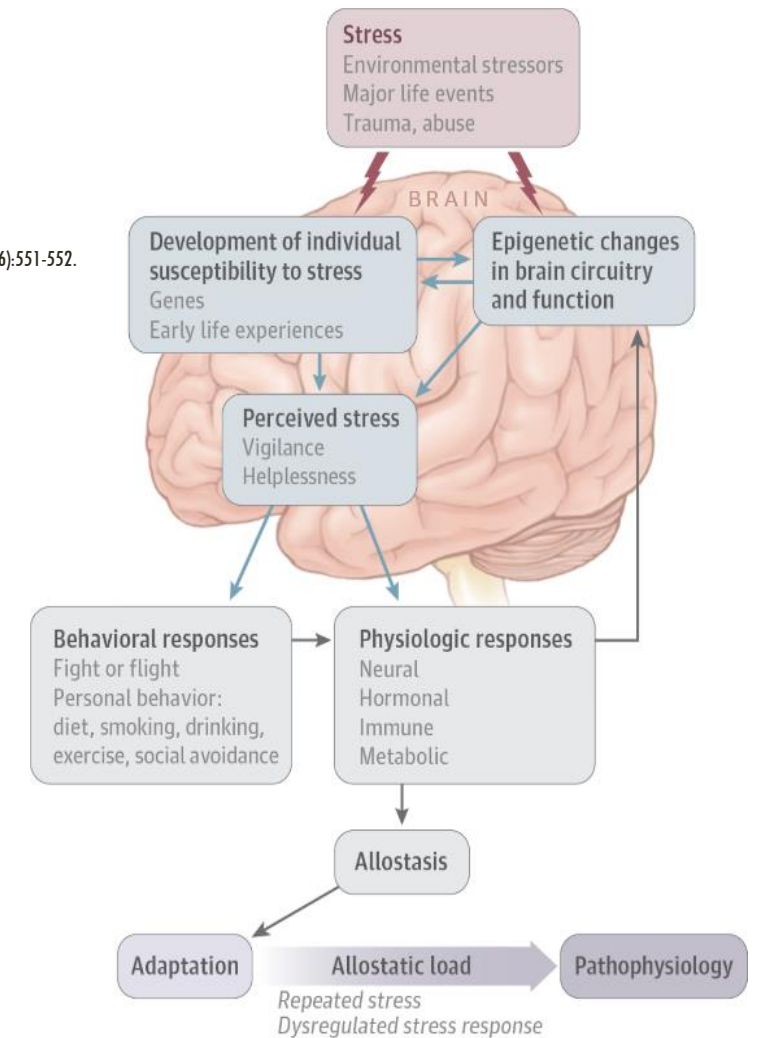 Stress
Environmental stressors
Major life events
Trauma, abuse
BRAIN
6):551-552.
Development of individual
susceptibility to stress
Genes
Early life experiences
Epigenetic changes
in brain circuitry
and function
Perceived stress
Vigilance
Helplessness
Behavioral responses
Fight or flight
Personal behavior:
diet, smoking, drinking,
exercise, social avoidance
Physiologic responses
Neural
Hormonal
Immune
Metabolic
Allostasis
Adaptation
Allostatic load
Pathophysiology
Repeated stress
Dysregulated stress response